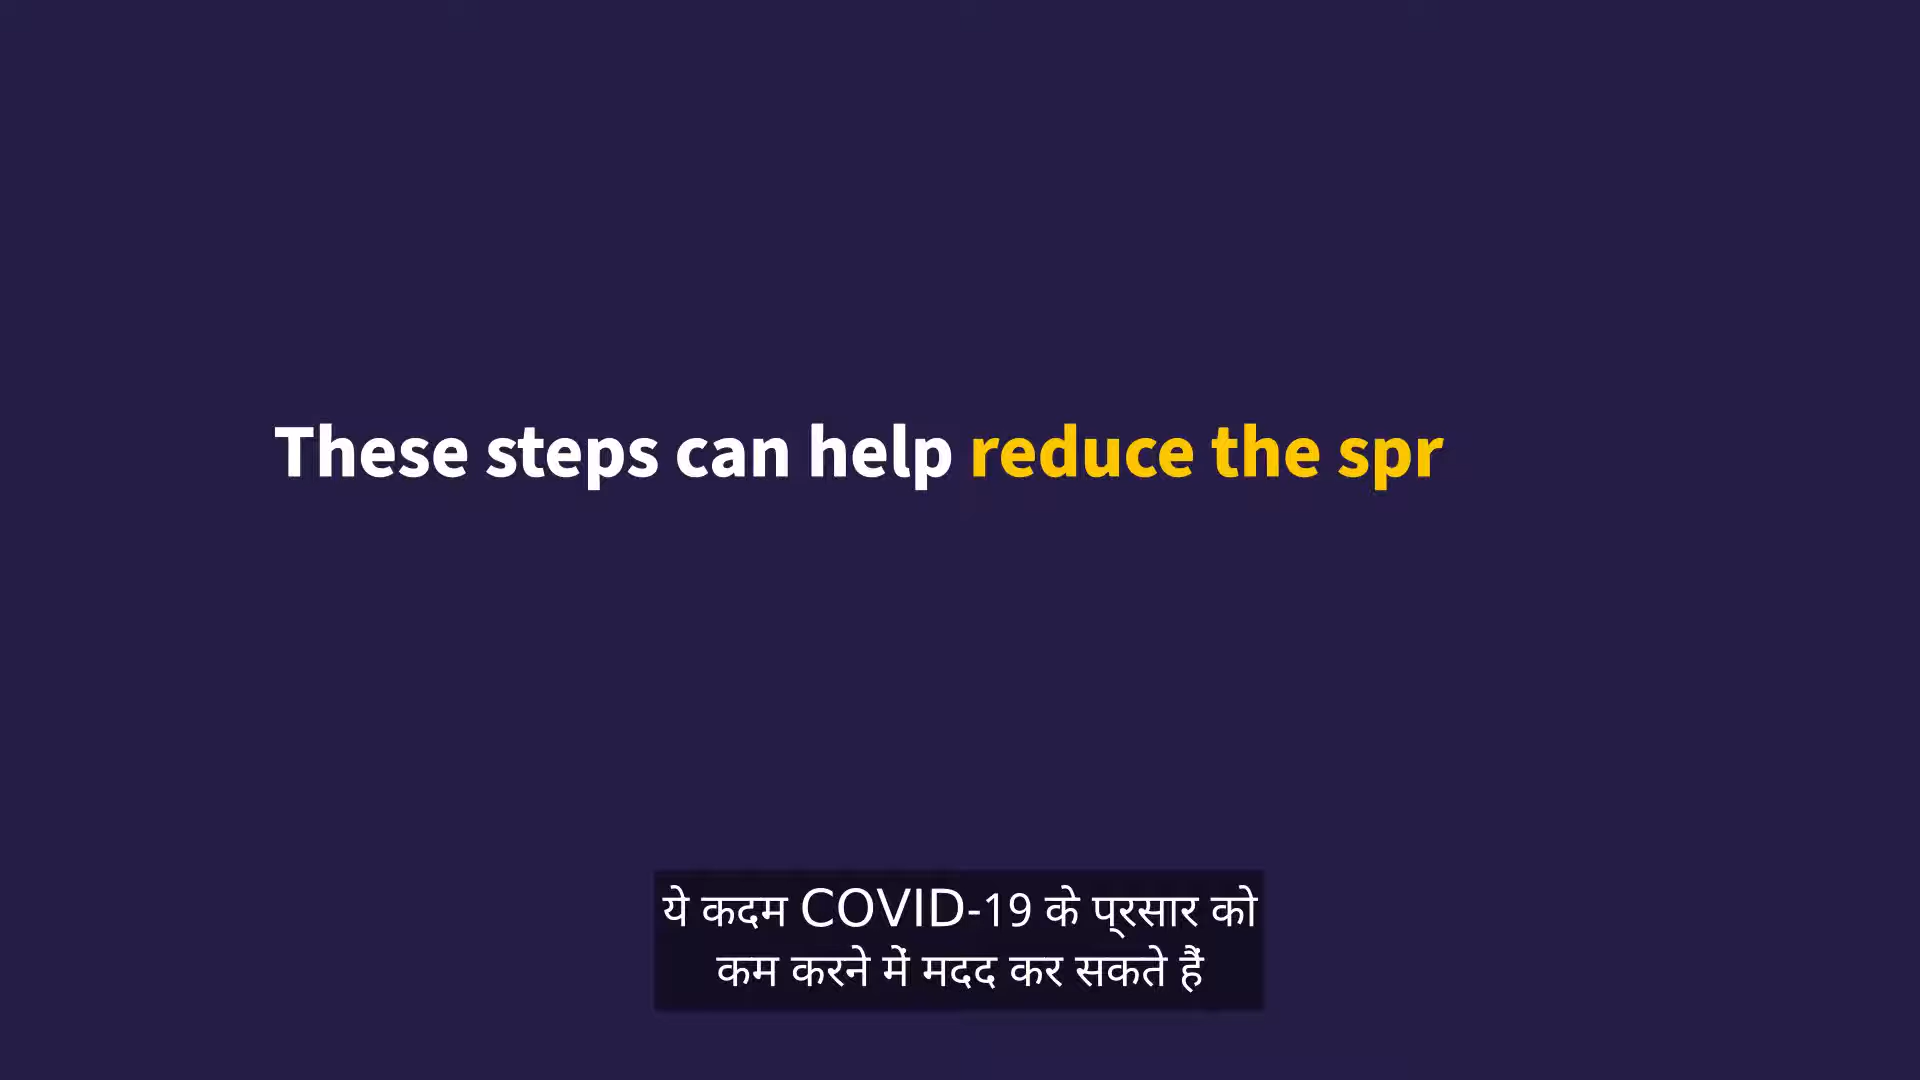 These steps can help reduce the spr
ये कदम COVID-19 के प्रसार को
कम करने में मदद कर सकते हैं